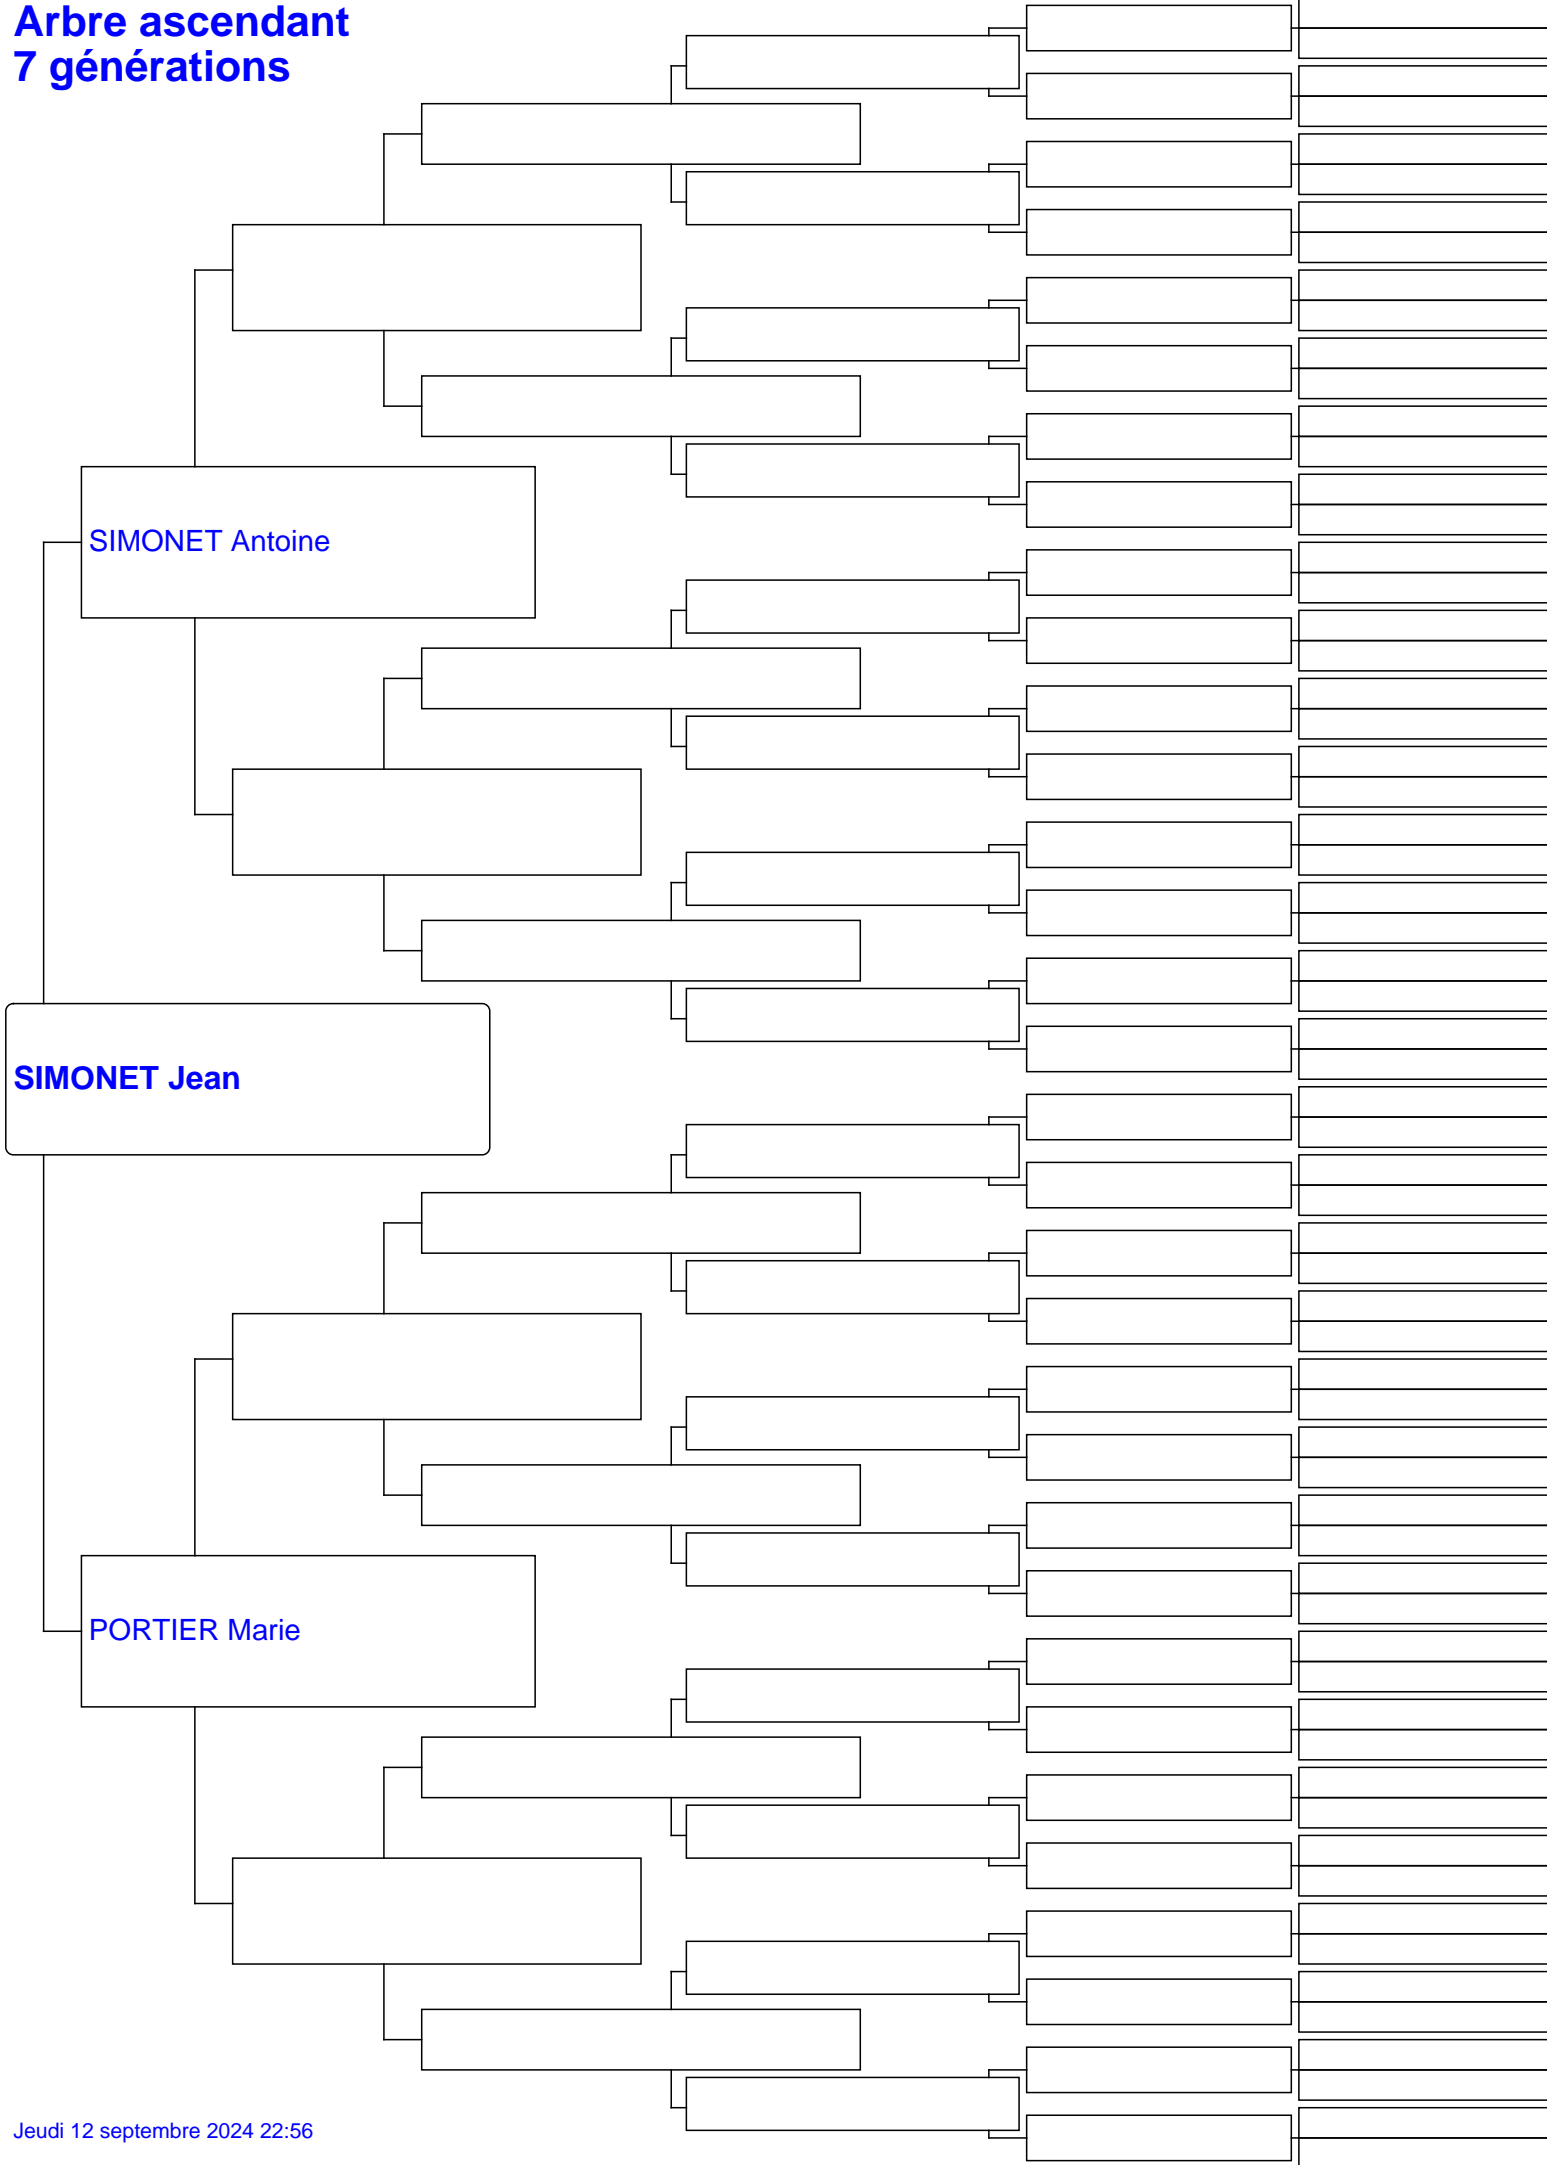 Arbre ascendant
7 générations
SIMONET Antoine
SIMONET Jean
PORTIER Marie
Jeudi 12 septembre 2024 22:56